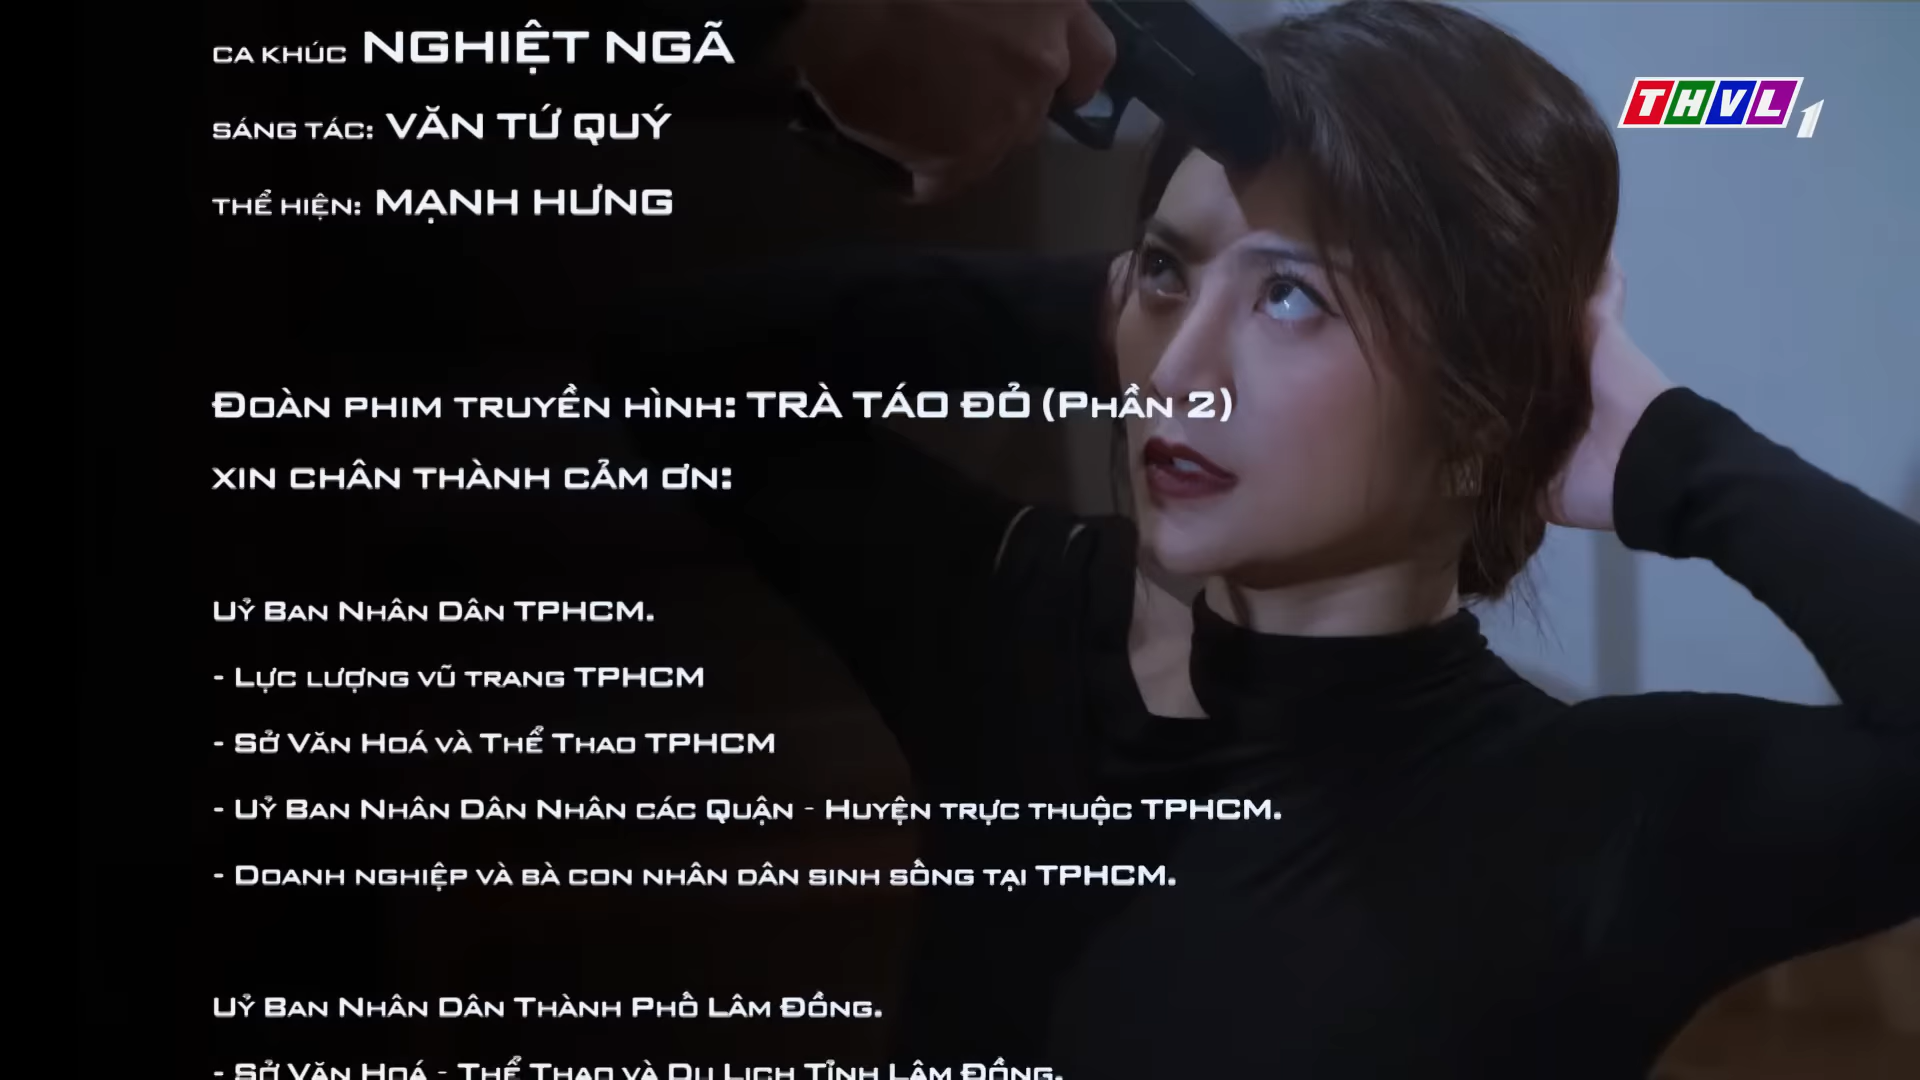 CA KHÚC NGHIỆT NGÃ
THVL1
SÁNG TÁC: VĂN TỨ QUÝ
THỂ HIỆN: MẠNH HƯNG
ĐOÀN PHIM TRUYỀN HÌNH: TRÀ TÁO ĐỎ (PHẦN 2)
XIN CHÂN THÀNH CẢM ƠN:
UỶ BAN NHÂN DÂN TPHCM.
- LỰC LƯỢNG VŨ TRANG TPHCM
- SỞ VĂN HOÁ VÀ THỂ THAO TPHCM
- UỶ BAN NHÂN DÂN NHÂN CÁC QUẬN - HUYỆN TRỰC THUỘC TPHCM.
- DOANH NGHIỆP VÀ BÀ CON NHÂN DÂN SINH SỐNG TẠI TPHCM.
UỶ BAN NHÂN DÂN THÀNH PHỐ LÂM ĐỒNG.
- SỞ VĂN HOÁ - THỂ THAO VÀ DU LỊCH TỈNH LÂM ĐỒNG.